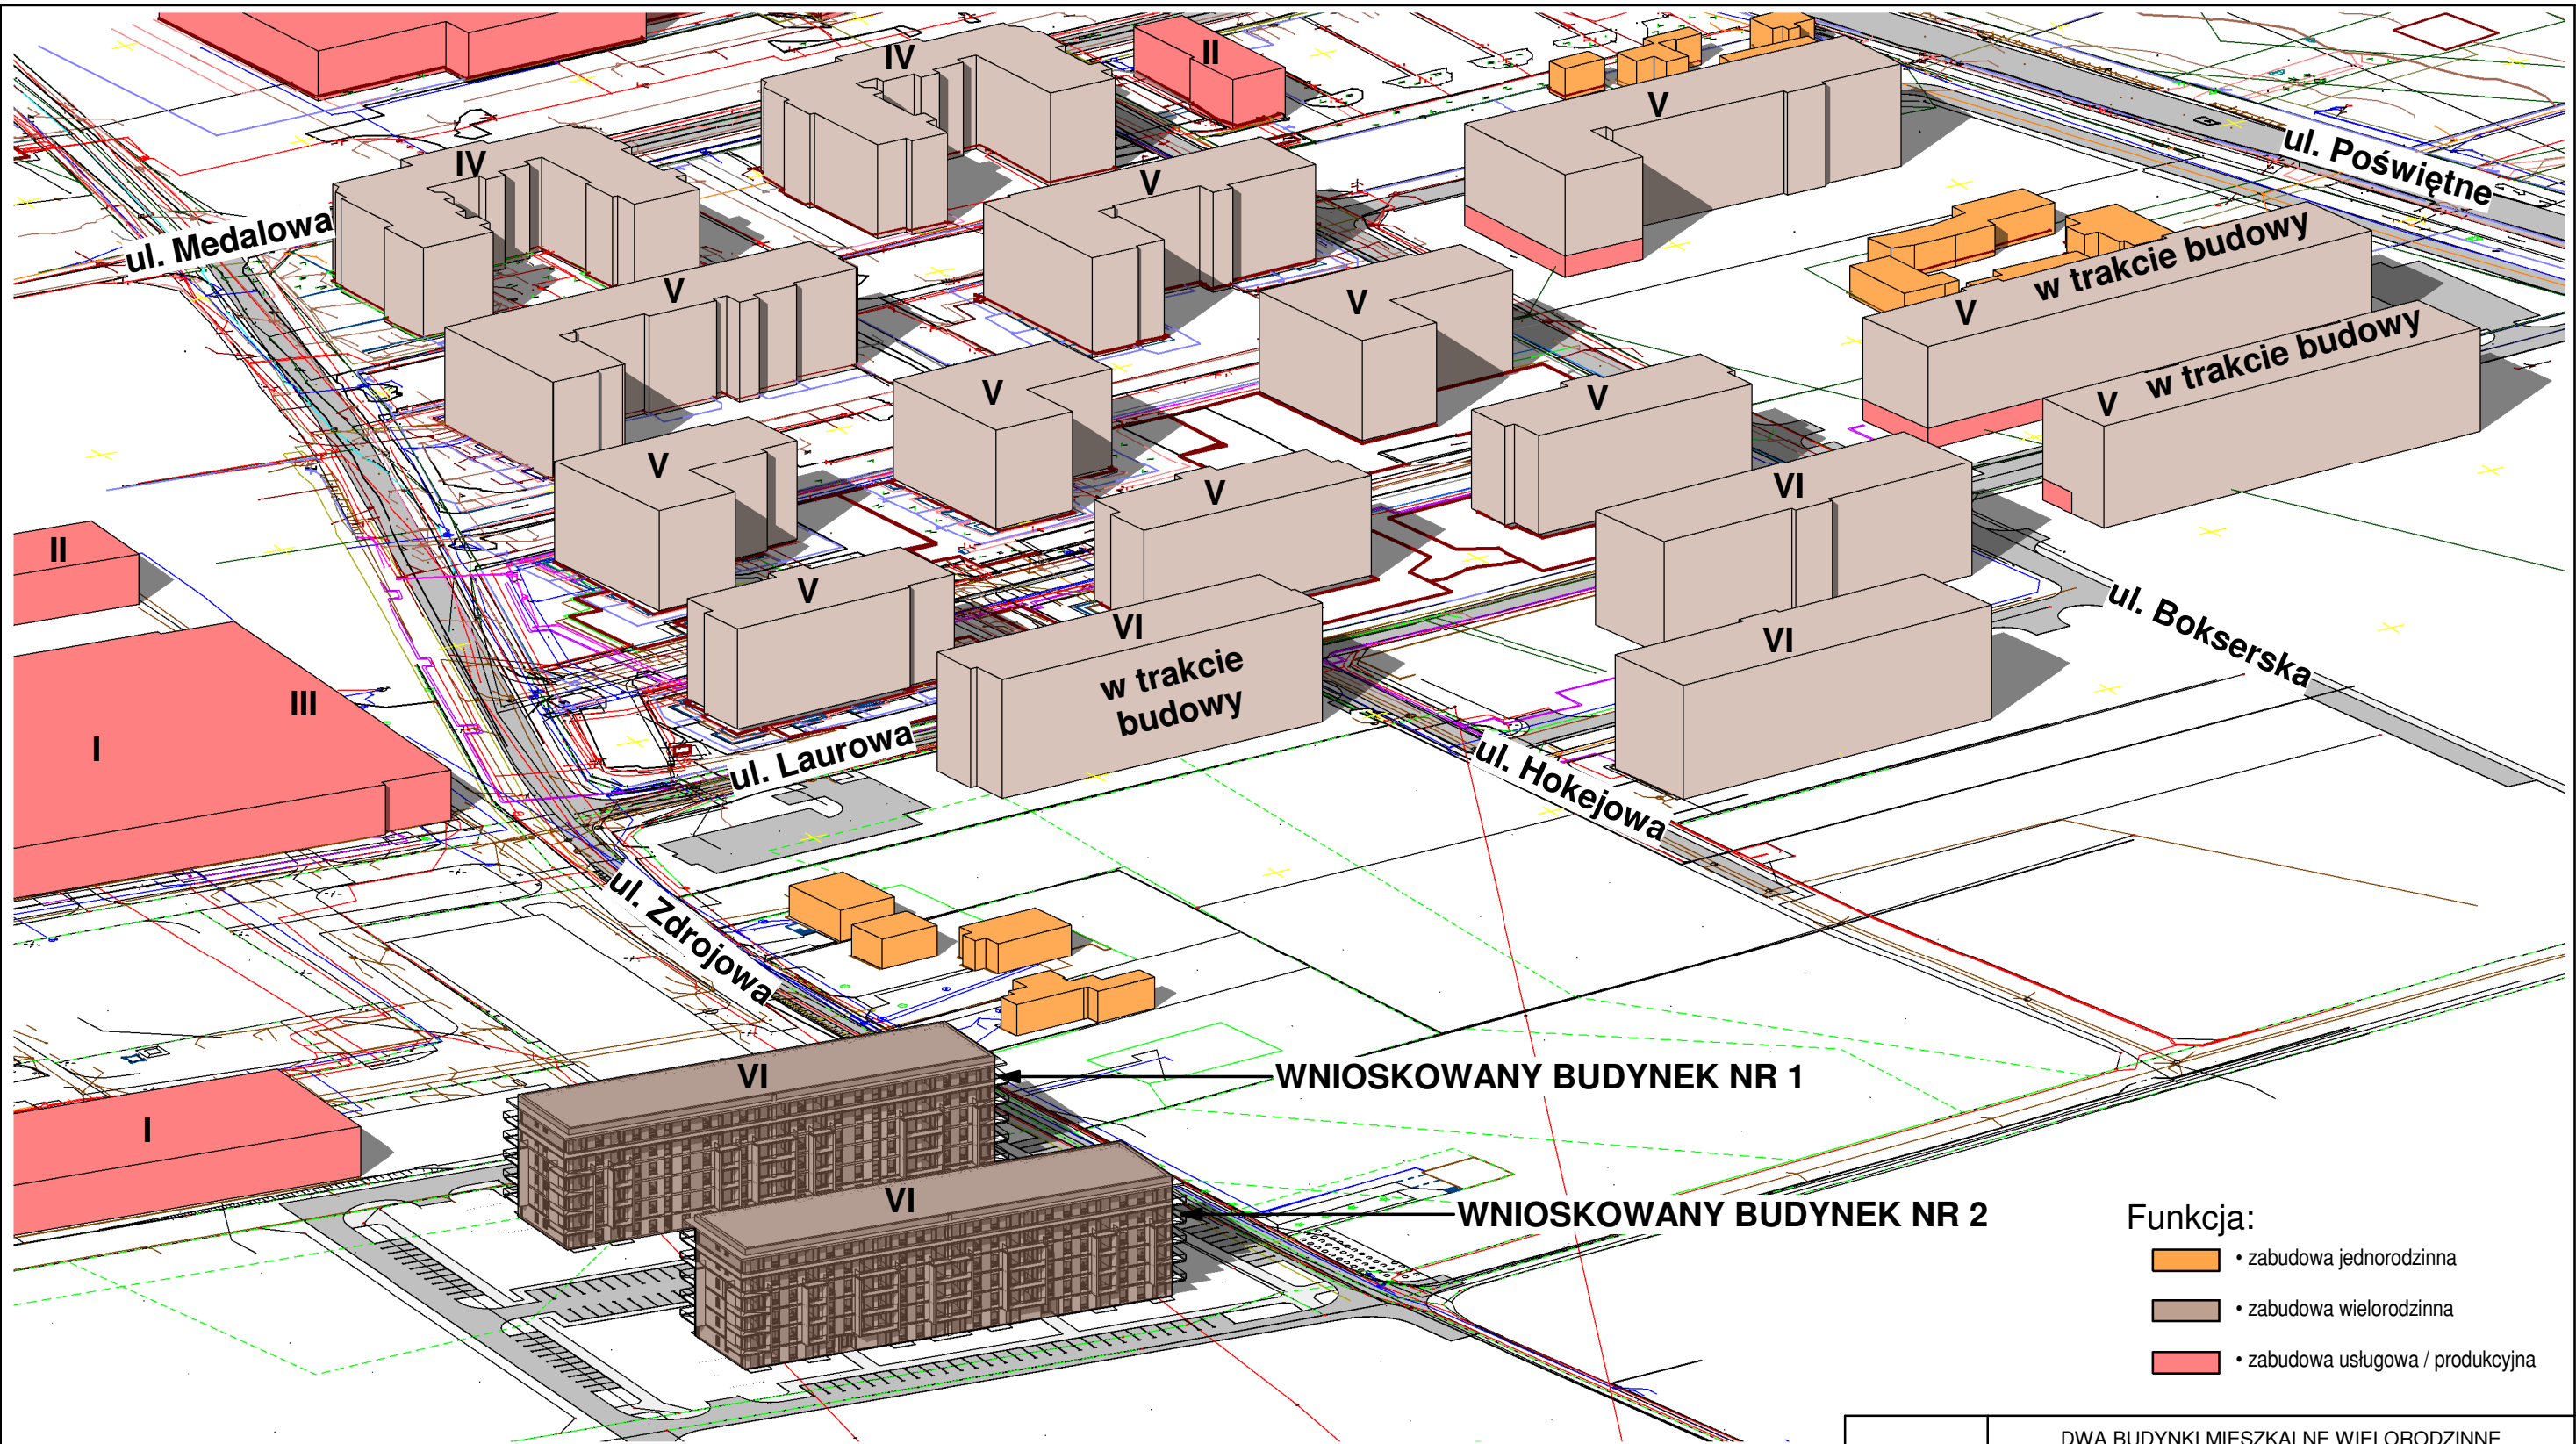 IV
II
V
ul. Poświętne
IV
V
ul. Medalowa
V
V
V w trakcie budowy
V
V w trakcie budowy
V
V
V
VI
II
V
ul. Bokserska
VI
w trakcie
budowy
VI
III
I
ul. Laurowa
ul. Hokejowa
ul. Zdrojowa
VI
WNIOSKOWANY BUDYNEK NR 1
I
VI
WNIOSKOWANY BUDYNEK NR 2
Funkcja:
• zabudowa jednorodzinna
• zabudowa wielorodzinna
• zabudowa usługowa / produkcyjna
DWA BUDYNKI MIESZKALNE WIELORODZINNE